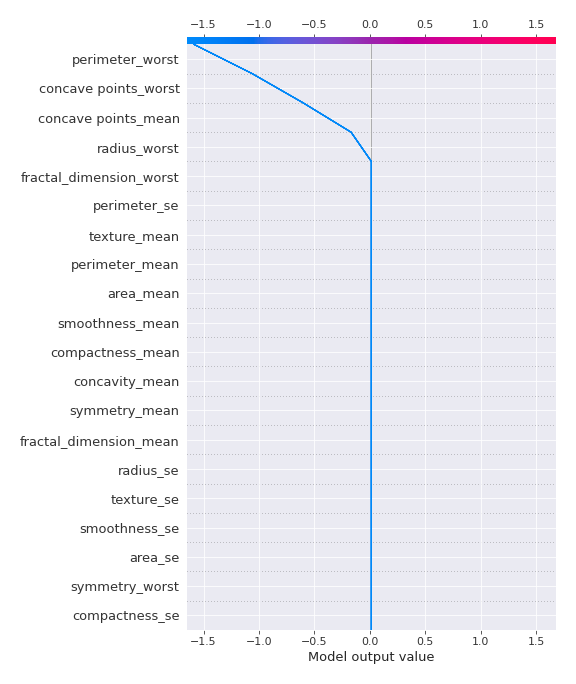 −1.5 −1.0 −0.5 0.0 0.5 1.0 1.5
perimeter_worst
concave points_worst
concave points_mean
radius_worst
fractal_dimension_worst
perimeter_se
texture_mean
perimeter_mean
area_mean
smoothness_mean
compactness_mean
concavity_mean
symmetry_mean
fractal_dimension_mean
radius_se
texture_se
smoothness_se
area_se
symmetry_worst
compactness_se
−1.5 −1.0 −0.5 0.0 0.5 1.0 1.5
Model output value